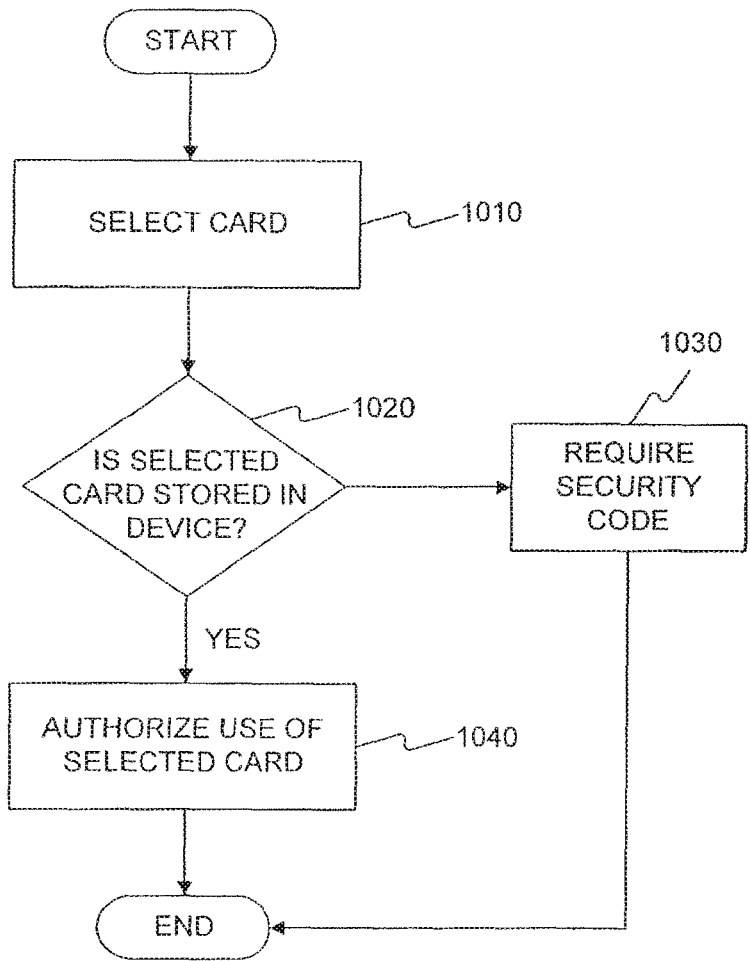 START
SELECT CARD
1010
1020
IS SELECTED
CARD STORED IN
DEVICE?
1030
REQUIRE
SECURITY
CODE
YES
AUTHORIZE USE OF
SELECTED CARD
1040
END